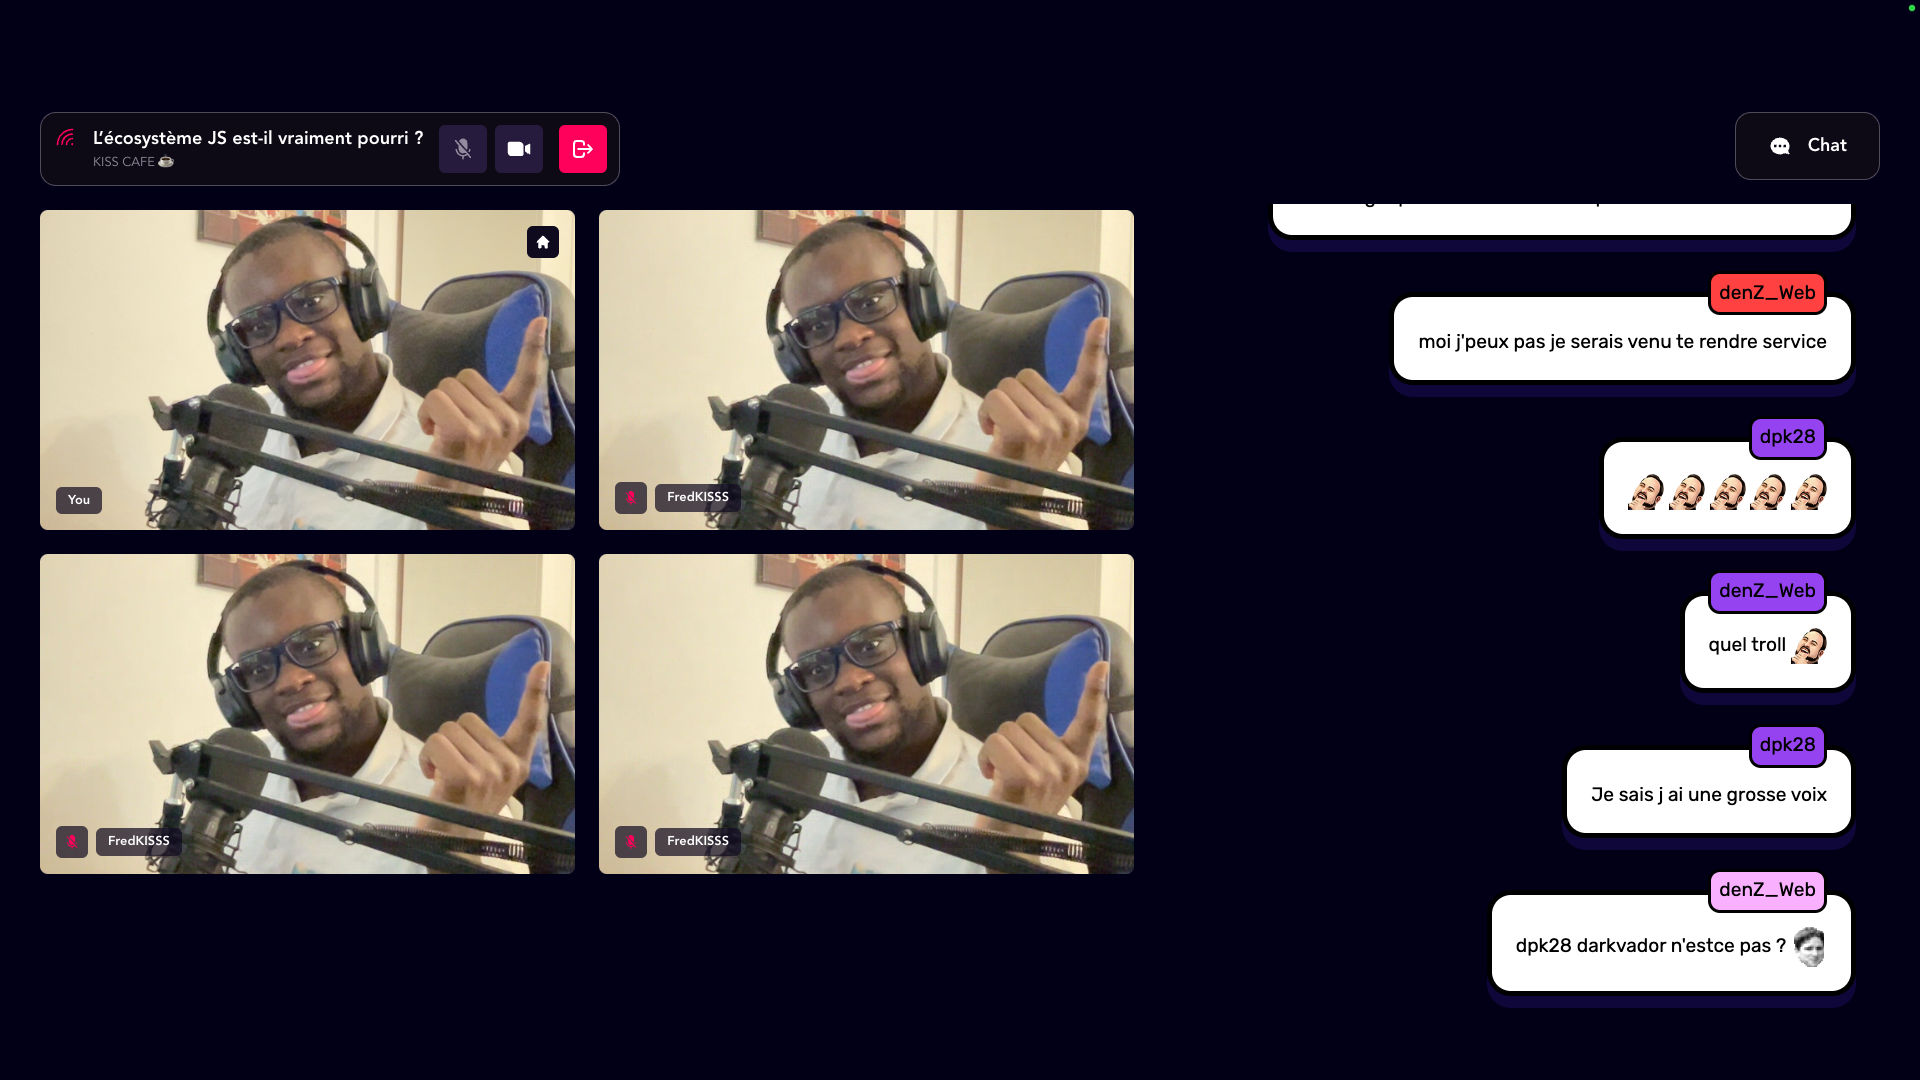 L'écosystème JS est-il vraiment pourri ?
KISS CAFE ☕
Chat
You
FredKISSS
FredKISSS
FredKISSS
denZ_Web
moi j'peux pas je serais venu te rendre service
dpk28
denZ_Web
quel troll
dpk28
Je sais j ai une grosse voix
denZ_Web
dpk28 darkvador n'estce pas ?